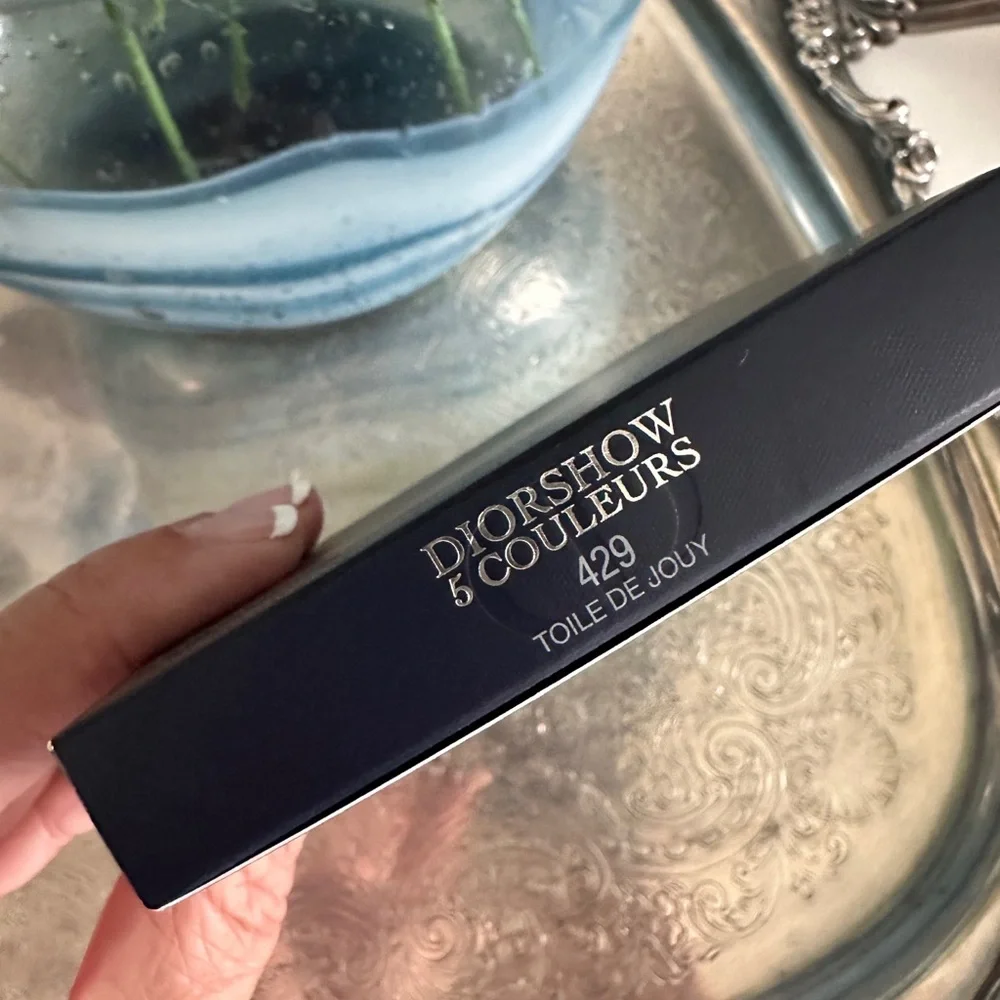 DIORSHOW
5 COULEURS
429
TOILE DE JOUY